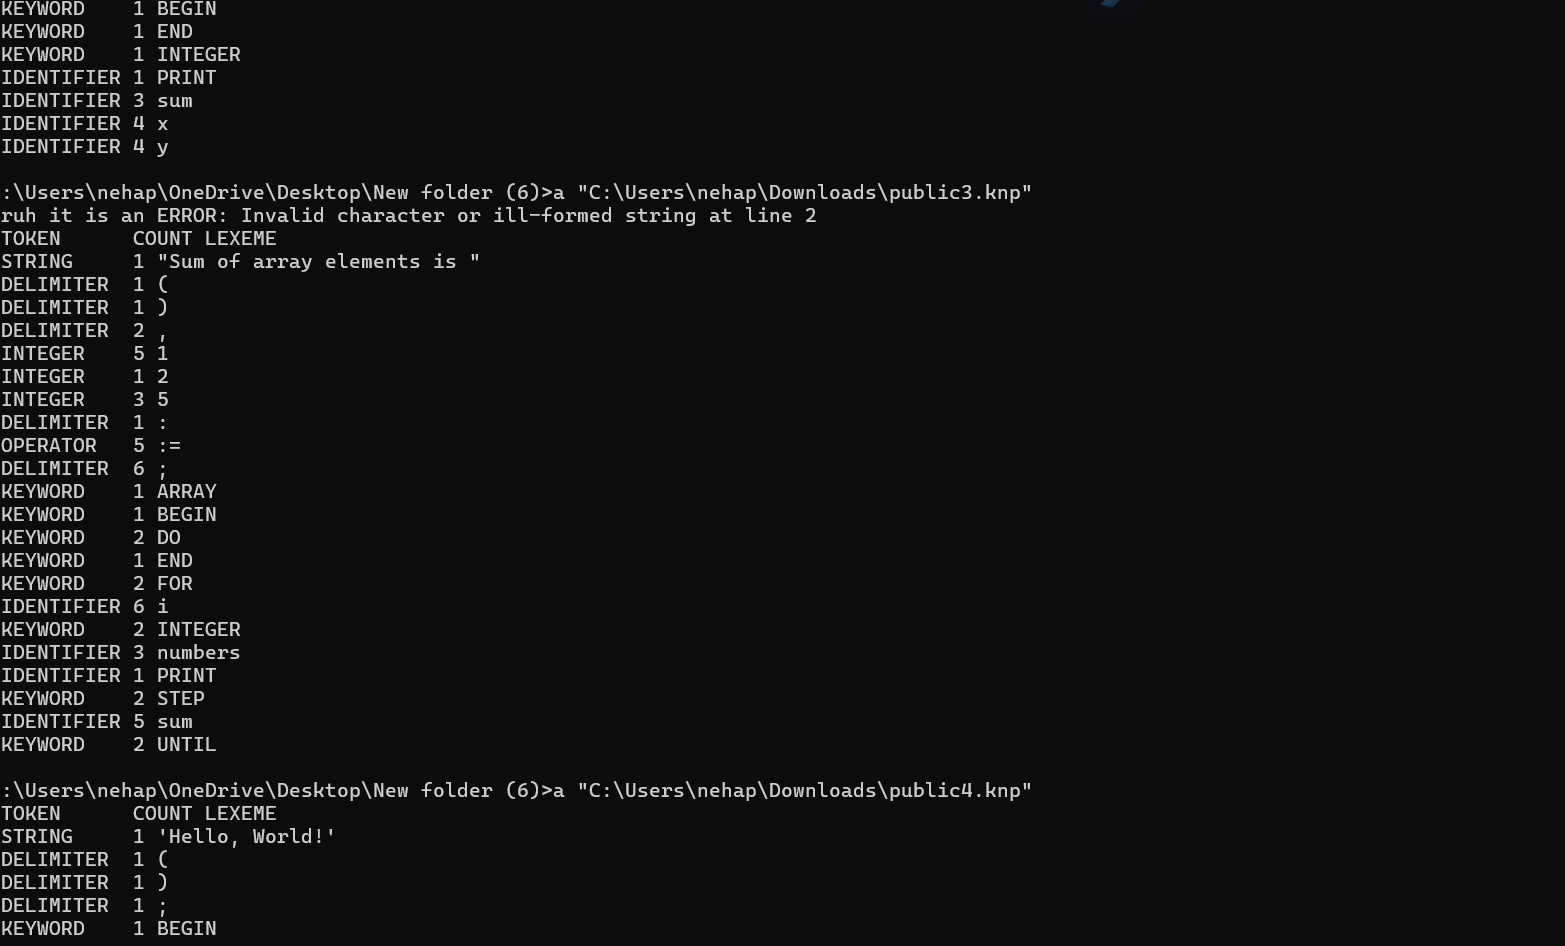 KEYWORD    1 BEGIN
KEYWORD    1 END
KEYWORD    1 INTEGER
IDENTIFIER 1 PRINT
IDENTIFIER 3 sum
IDENTIFIER 4 x
IDENTIFIER 4 y

:\Users\nehap\OneDrive\Desktop\New folder (6)>a "C:\Users\nehap\Downloads\public3.knp"
ruh it is an ERROR: Invalid character or ill-formed string at line 2
TOKEN      COUNT LEXEME
STRING     1 "Sum of array elements is "
DELIMITER  1 (
DELIMITER  1 )
DELIMITER  2 ,
INTEGER    5 1
INTEGER    1 2
INTEGER    3 5
DELIMITER  1 :
OPERATOR   5 :=
DELIMITER  6 ;
KEYWORD    1 ARRAY
KEYWORD    1 BEGIN
KEYWORD    2 DO
KEYWORD    1 END
KEYWORD    2 FOR
IDENTIFIER 6 i
KEYWORD    2 INTEGER
IDENTIFIER 3 numbers
IDENTIFIER 1 PRINT
KEYWORD    2 STEP
IDENTIFIER 5 sum
KEYWORD    2 UNTIL

:\Users\nehap\OneDrive\Desktop\New folder (6)>a "C:\Users\nehap\Downloads\public4.knp"
TOKEN      COUNT LEXEME
STRING     1 'Hello, World!'
DELIMITER  1 (
DELIMITER  1 )
DELIMITER  1 ;
KEYWORD    1 BEGIN